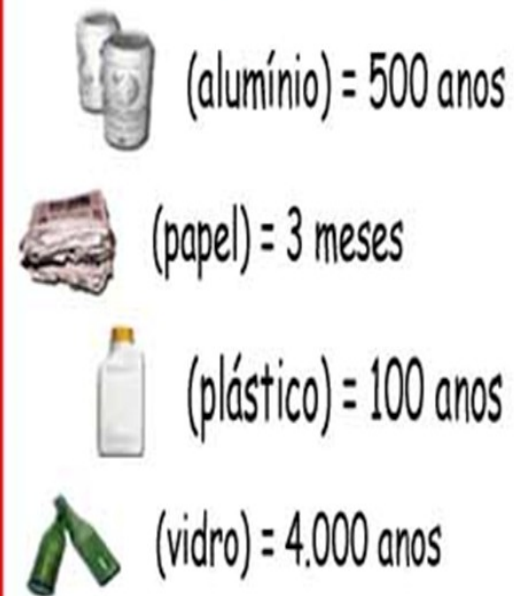 (alumínio) = 500 anos
(papel) = 3 meses
(plástico) = 100 anos
(vidro) = 4.000 anos